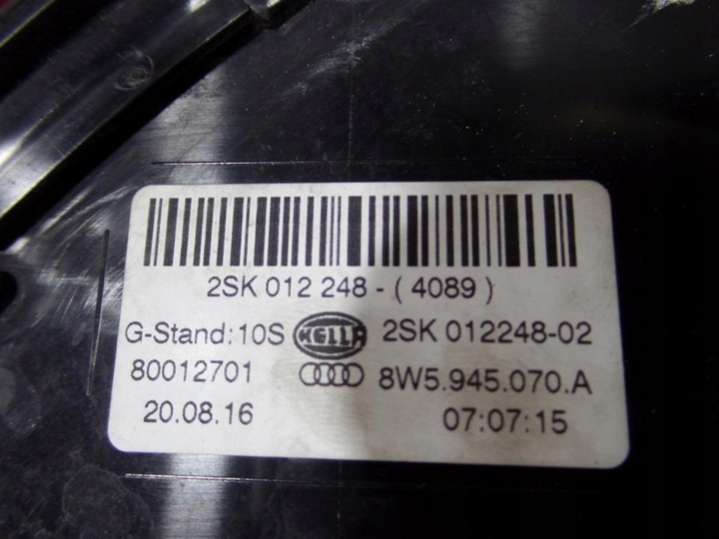 2SK 012 248 - ( 4089 )
G-Stand: 10S HELLA 2SK 012248-02
80012701 8W5.945.070.A
20.08.16 07:07:15